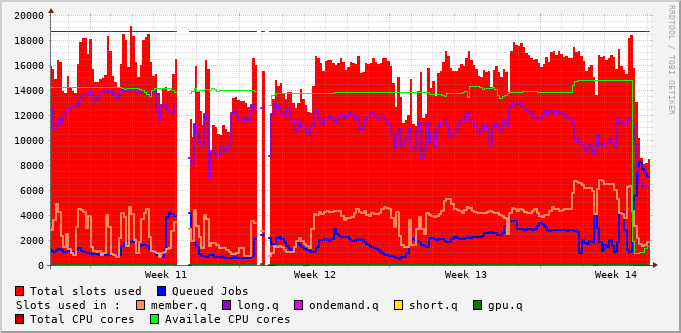 20000
18000
16000
14000
12000
10000
8000
6000
4000
2000
0
Week 11 Week 12 Week 13 Week 14
Total slots used Queued Jobs
Slots used in : member.q long.q ondemand.q short.q gpu.q
Total CPU cores Availale CPU cores
RRDTOOL / TOBI OETIKER